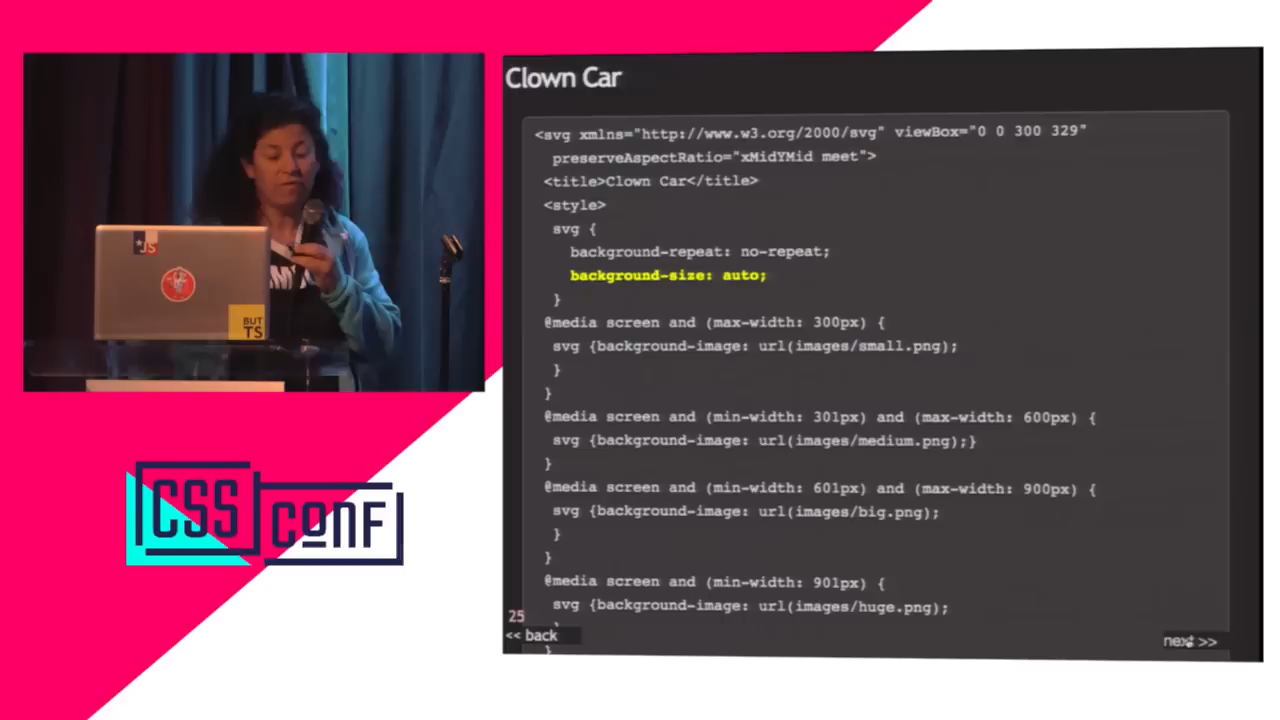 JS
BUT
TS
CSS
CONF
Clown Car
<svg xmlns="http://www.w3.org/2000/svg" viewBox="0 0 300 329"
preserveAspectRatio="xMidYMid meet">
<title>Clown Car</title>
<style>
svg {
background-repeat: no-repeat;
background-size: auto;
}
@media screen and (max-width: 300px) {
svg {background-image: url(images/small.png);
}
}
@media screen and (min-width: 301px) and (max-width: 600px) {
svg {background-image: url(images/medium.png);}
}
@media screen and (min-width: 601px) and (max-width: 900px) {
svg {background-image: url(images/big.png);
}
}
@media screen and (min-width: 901px) {
svg {background-image: url(images/huge.png);
}
25
<< back
next >>
}